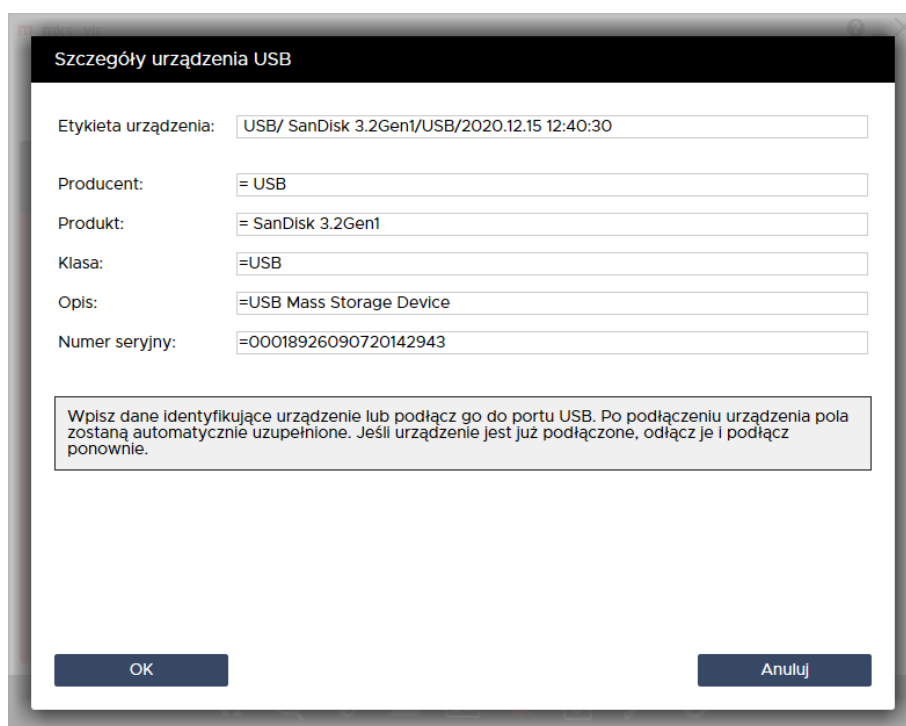 mks_vir
Szczegóły urządzenia USB
Etykieta urządzenia: USB/ SanDisk 3.2Gen1/USB/2020.12.15 12:40:30
Producent: = USB
Produkt: = SanDisk 3.2Gen1
Klasa: =USB
Opis: =USB Mass Storage Device
Numer seryjny: =00018926090720142943
Wpisz dane identyfikujące urządzenie lub podłącz go do portu USB. Po podłączeniu urządzenia pola
zostaną automatycznie uzupełnione. Jeśli urządzenie jest już podłączone, odłącz je i podłącz
ponownie.
OK Anuluj